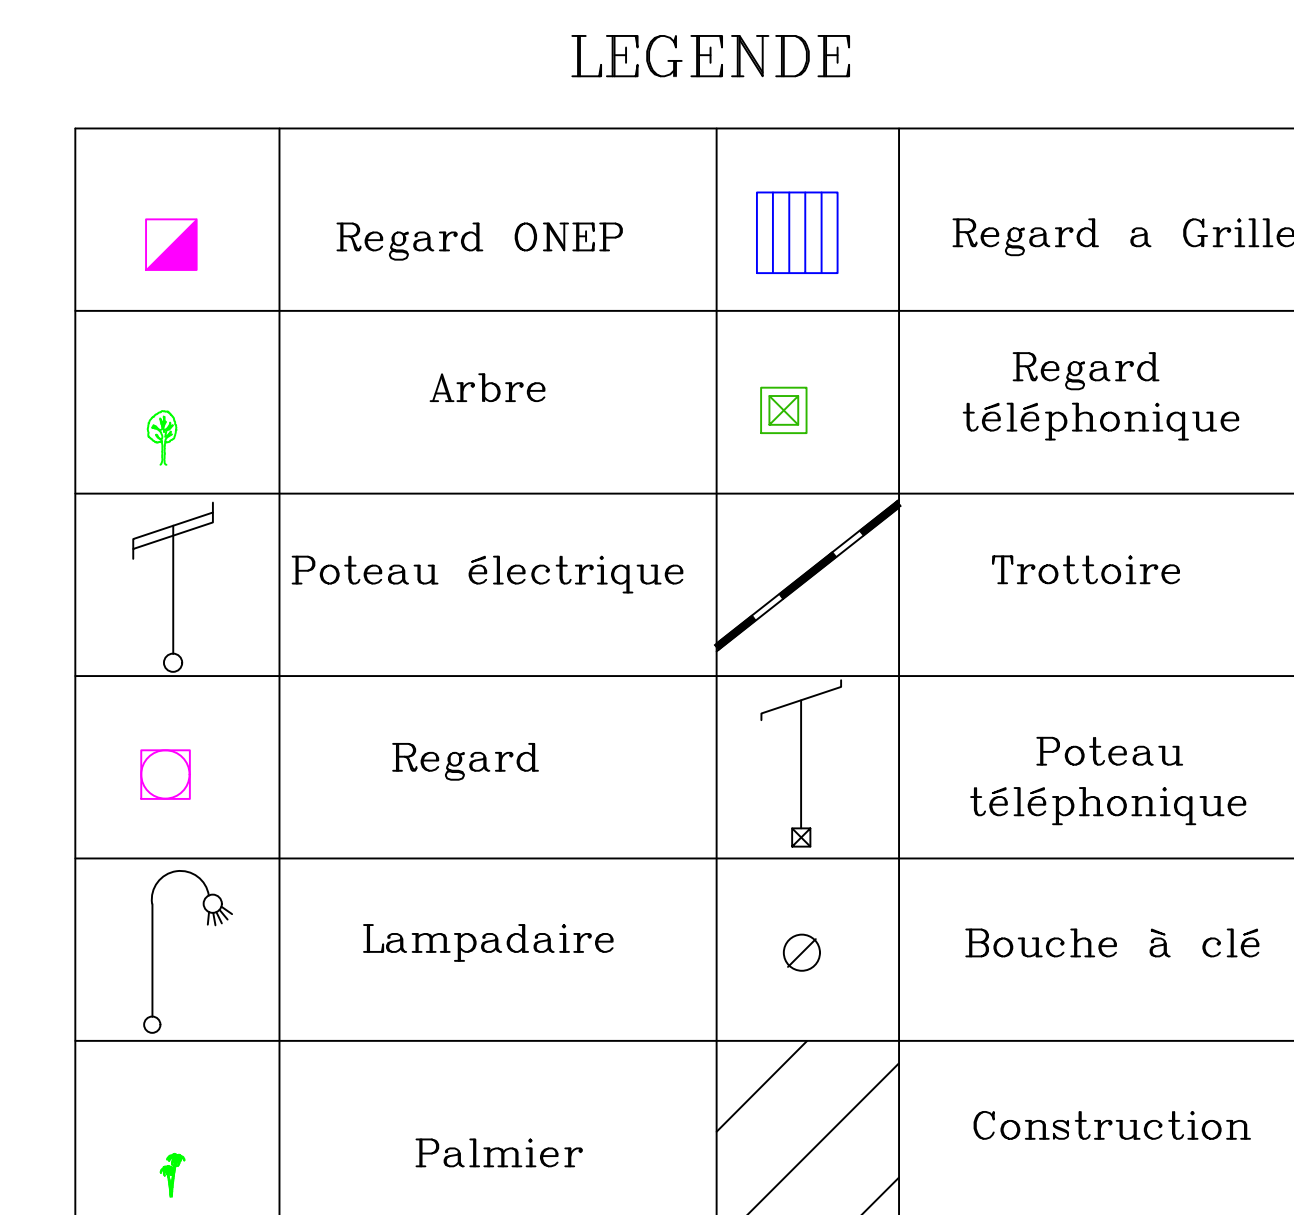 LEGENDE
Regard ONEP
Regard a Grille
Arbre
Regard
téléphonique
Poteau électrique
Trottoire
Regard
Poteau
téléphonique
Lampadaire
Bouche à clé
Palmier
Construction